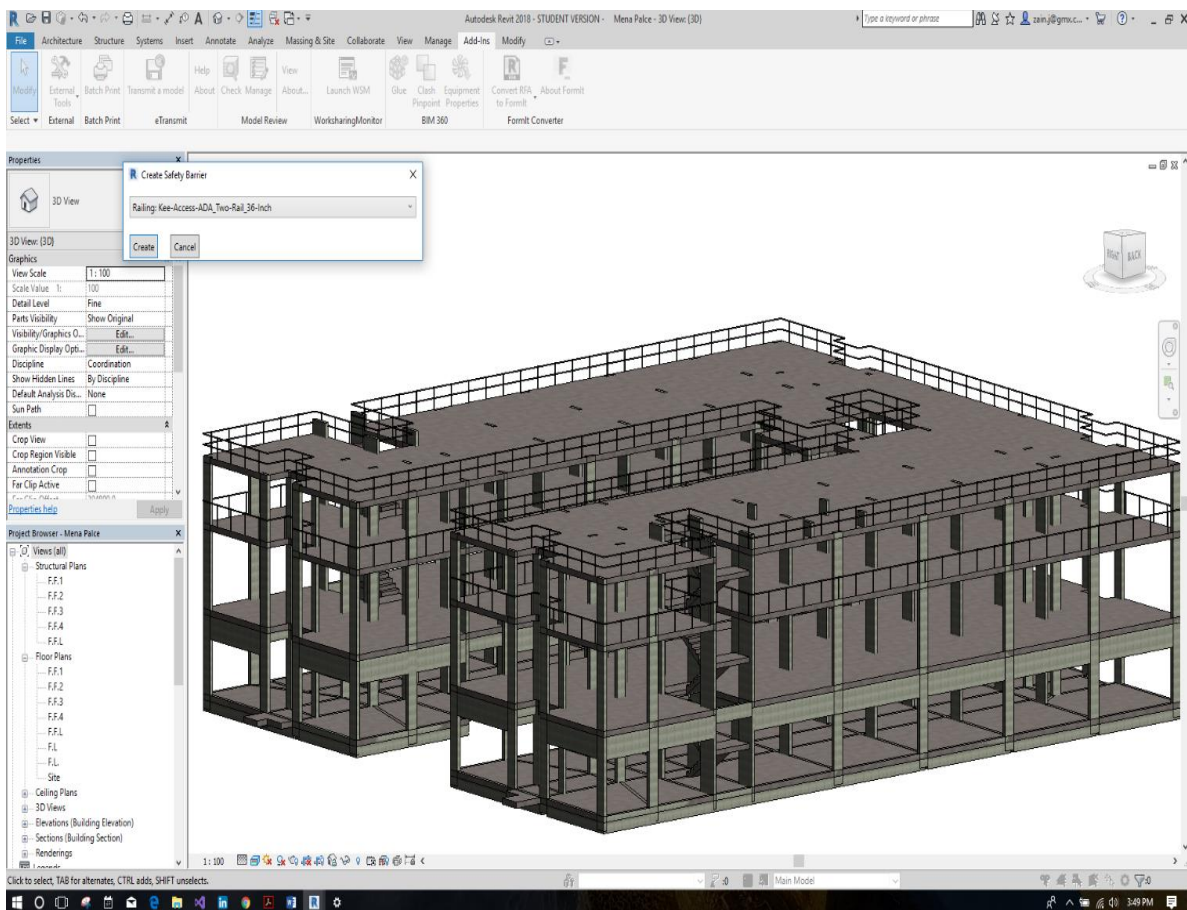 Autodesk Revit 2018 - STUDENT VERSION - Mena Palce - 3D View: {3D}
Type a keyword or phrase
zain.j@gmx.c...
File Architecture Structure Systems Insert Annotate Analyze Massing & Site Collaborate View Manage Add-Ins Modify
Modify External Tools Batch Print Transmit a model Help About Check Manage View About... Launch WSM Glue Clash Pinpoint Equipment Properties Convert RFA to FormIt About FormIt
Select External Batch Print eTransmit Model Review WorksharingMonitor BIM 360 FormIt Converter
Properties X
Create Safety Barrier X
Railing: Kee-Access-ADA_Two-Rail_36-Inch
Create Cancel
3D View
3D View: {3D}
Graphics
View Scale 1 : 100
Scale Value 1: 100
Detail Level Fine
Parts Visibility Show Original
Visibility/Graphics O... Edit...
Graphic Display Opti... Edit...
Discipline Coordination
Show Hidden Lines By Discipline
Default Analysis Dis... None
Sun Path
Extents
Crop View
Crop Region Visible
Annotation Crop
Far Clip Active
Properties help Apply
RIGHT BACK
Project Browser - Mena Palce X
Views (all)
Structural Plans
F.F.1
F.F.2
F.F.3
F.F.4
F.F.L
Floor Plans
F.F.1
F.F.2
F.F.3
F.F.4
F.F.L
F.L
F.L.
Site
Ceiling Plans
3D Views
Elevations (Building Elevation)
Sections (Building Section)
Renderings
1 : 100
Click to select, TAB for alternates, CTRL adds, SHIFT unselects.
:0 Main Model :0
3:49 PM